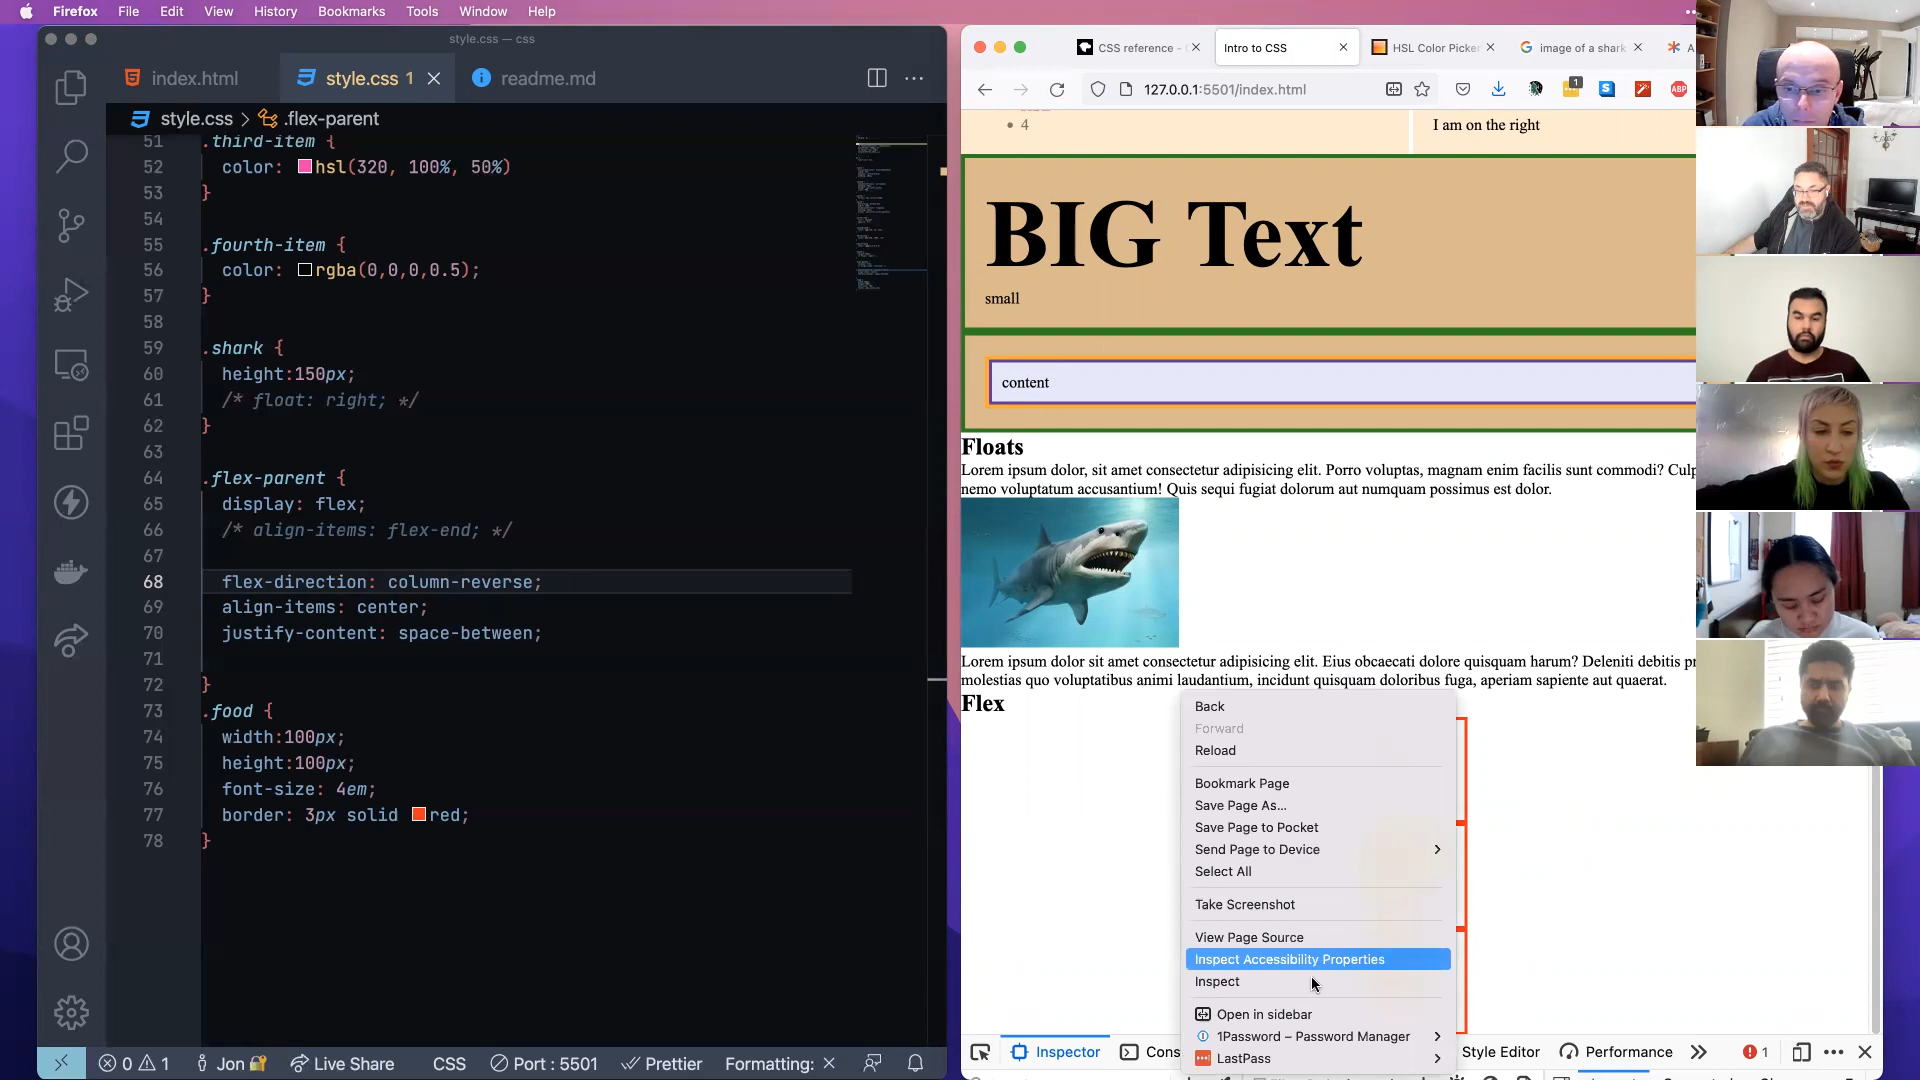 Firefox File Edit View History Bookmarks Tools Window Help
style.css — css
index.html
style.css 1
readme.md
style.css > .flex-parent
51 .third-item {
52 color: hsl(320, 100%, 50%)
53 }
54
55 .fourth-item {
56 color: rgba(0,0,0,0.5);
57 }
58
59 .shark {
60 height:150px;
61 /* float: right; */
62 }
63
64 .flex-parent {
65 display: flex;
66 /* align-items: flex-end; */
67
68 flex-direction: column-reverse;
69 align-items: center;
70 justify-content: space-between;
71
72 }
73 .food {
74 width:100px;
75 height:100px;
76 font-size: 4em;
77 border: 3px solid red;
78 }
0 1 Jon Live Share CSS Port : 5501 Prettier Formatting: ×
CSS reference -
Intro to CSS
HSL Color Picker
image of a shark
127.0.0.1:5501/index.html
1
ABP
4
I am on the right
BIG Text
small
content
Floats
Lorem ipsum dolor, sit amet consectetur adipisicing elit. Porro voluptas, magnam enim facilis sunt commodi? Culp
nemo voluptatum accusantium! Quis sequi fugiat dolorum aut numquam possimus est dolor.
Lorem ipsum dolor sit amet consectetur adipisicing elit. Eius obcaecati dolore quisquam harum? Deleniti debitis pr
molestias quo voluptatibus animi laudantium, incidunt quisquam doloribus fuga, aperiam sapiente aut quaerat.
Flex
Back
Forward
Reload
Bookmark Page
Save Page As...
Save Page to Pocket
Send Page to Device
Select All
Take Screenshot
View Page Source
Inspect Accessibility Properties
Inspect
Open in sidebar
1Password – Password Manager
LastPass
Inspector
Cons
Style Editor
Performance
1